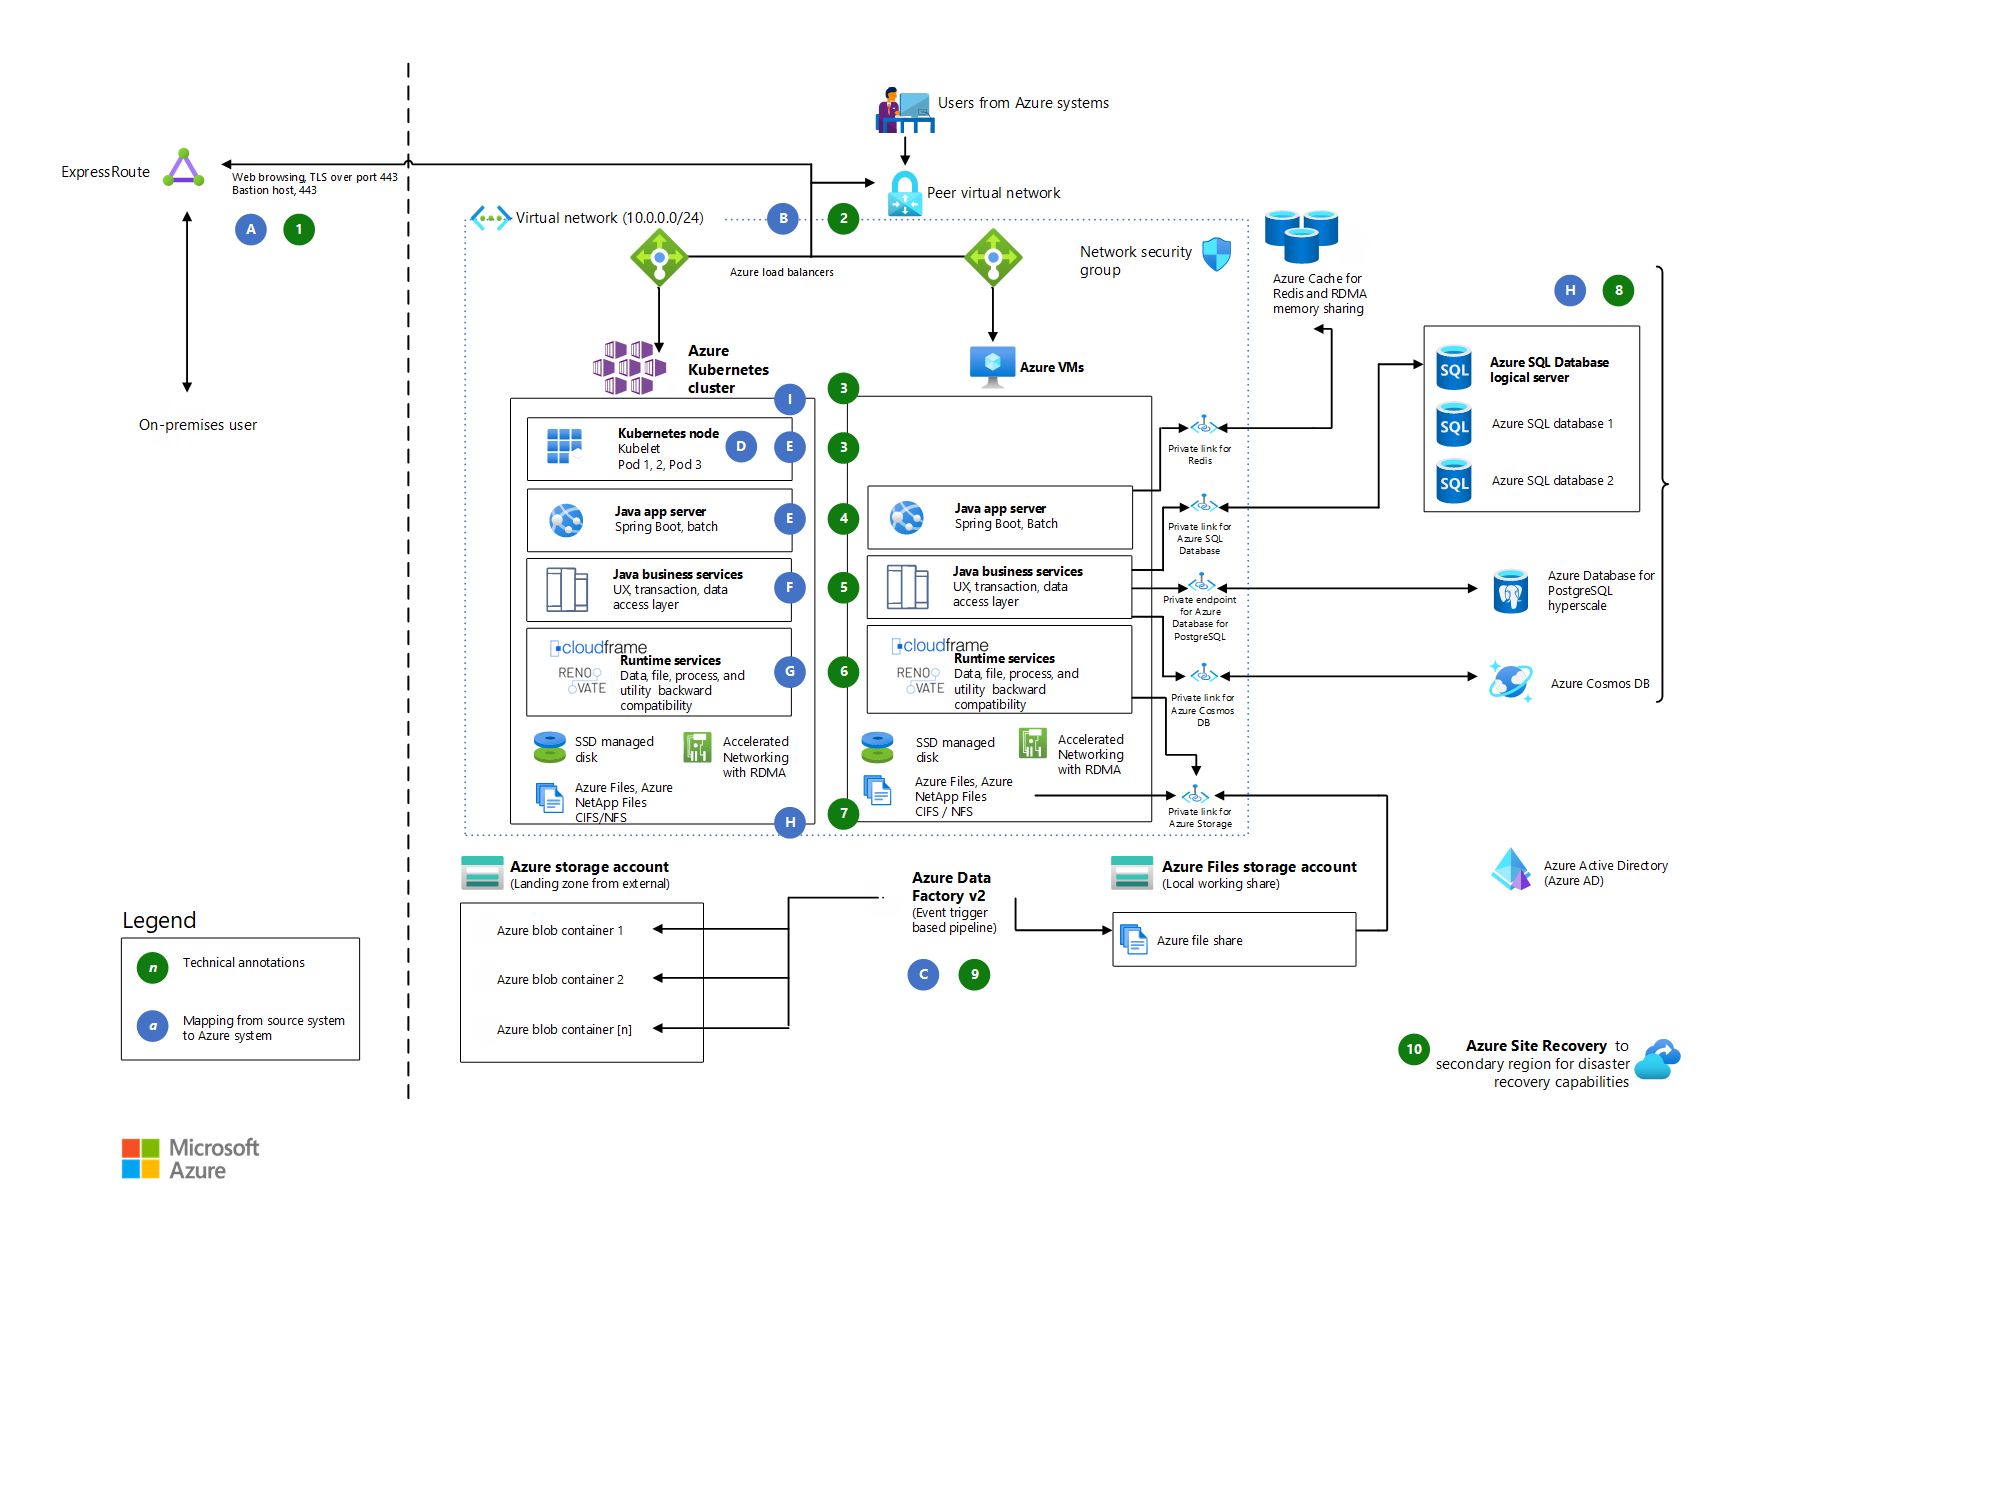 Users from Azure systems
ExpressRoute
Web browsing, TLS over port 443
Bastion host, 443
Peer virtual network
A
1
Virtual network (10.0.0.0/24)
B
2
Azure load balancers
Network security
group
Azure Cache for
Redis and RDMA
memory sharing
H
8
Azure
Kubernetes
cluster
Azure VMs
I
3
On-premises user
Kubernetes node
Kubelet
Pod 1, 2, Pod 3
D
E
3
Private link for
Redis
Azure SQL Database
logical server
SQL
Azure SQL database 1
SQL
Azure SQL database 2
SQL
Java app server
Spring Boot, batch
E
4
Java app server
Spring Boot, Batch
Private link for
Azure SQL
Database
Java business services
UX, transaction, data
access layer
F
5
Java business services
UX, transaction, data
access layer
Private endpoint
for Azure
Database for
PostgreSQL
Azure Database for
PostgreSQL
hyperscale
cloudframe
RENO
VATE
Runtime services
Data, file, process, and
utility backward
compatibility
G
6
cloudframe
RENO
VATE
Runtime services
Data, file, process, and
utility backward
compatibility
Private link for
Azure Cosmos
DB
Azure Cosmos DB
SSD managed
disk
Accelerated
Networking
with RDMA
SSD managed
disk
Accelerated
Networking
with RDMA
Azure Files, Azure
NetApp Files
CIFS/NFS
H
7
Azure Files, Azure
NetApp Files
CIFS / NFS
Private link for
Azure Storage
Azure storage account
(Landing zone from external)
Azure blob container 1
Azure blob container 2
Azure blob container [n]
Azure Data
Factory v2
(Event trigger
based pipeline)
C
9
Azure Files storage account
(Local working share)
Azure file share
Azure Active Directory
(Azure AD)
Legend
n
Technical annotations
a
Mapping from source system
to Azure system
10
Azure Site Recovery to
secondary region for disaster
recovery capabilities
Microsoft
Azure